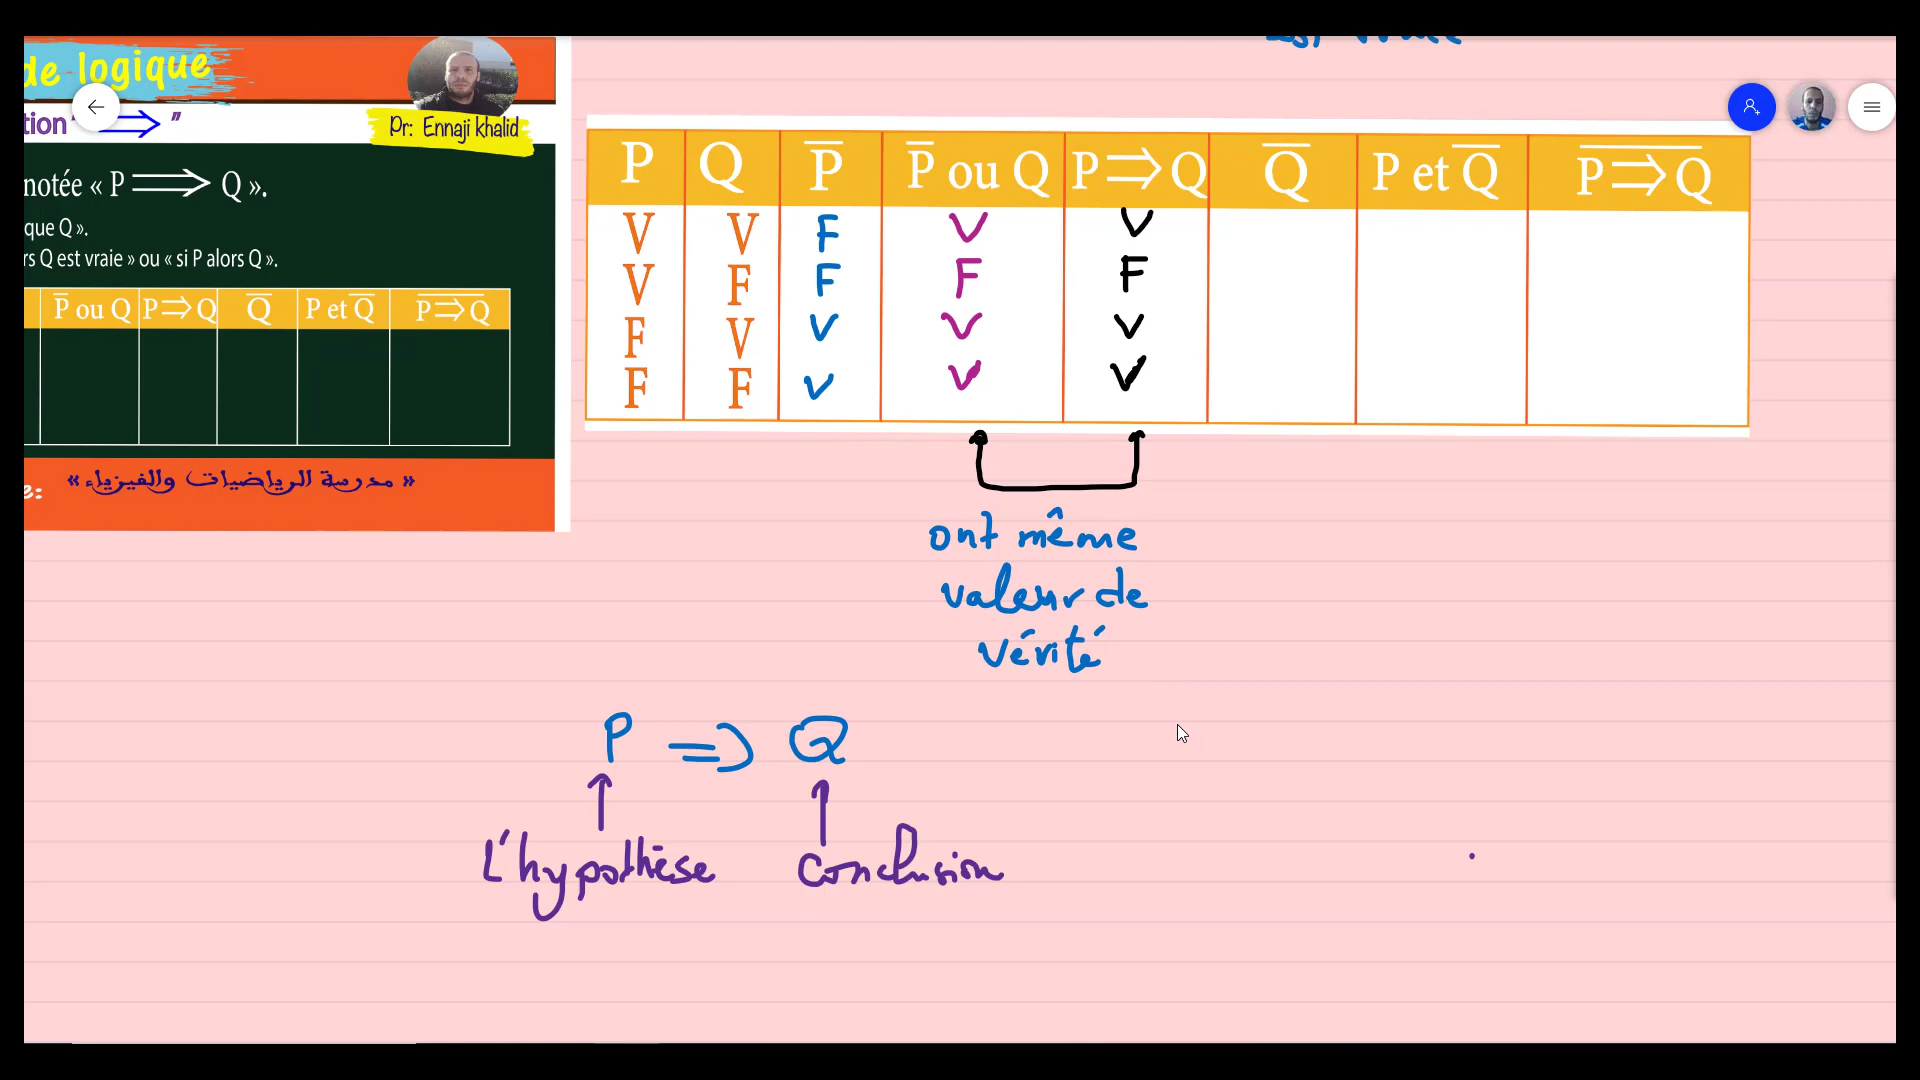 de logique
tion "⟹"
Pr: Ennaji khalid
notée « P ⟹ Q ».
que Q ».
rs Q est vraie » ou « si P alors Q ».
P̅ ou Q P⇒Q Q̅ P et Q̅ P⇒Q̅
« مدرسة الرياضيات والفيزياء »
e:
P Q P̅ P̅ ou Q P⇒Q Q̅ P et Q̅ P̅⇒̅Q̅
V V F V V
V F F F F
F V V V V
F F V V V
ont même
valeur de
vérité
P ⇒ Q
L'hypothèse conclusion